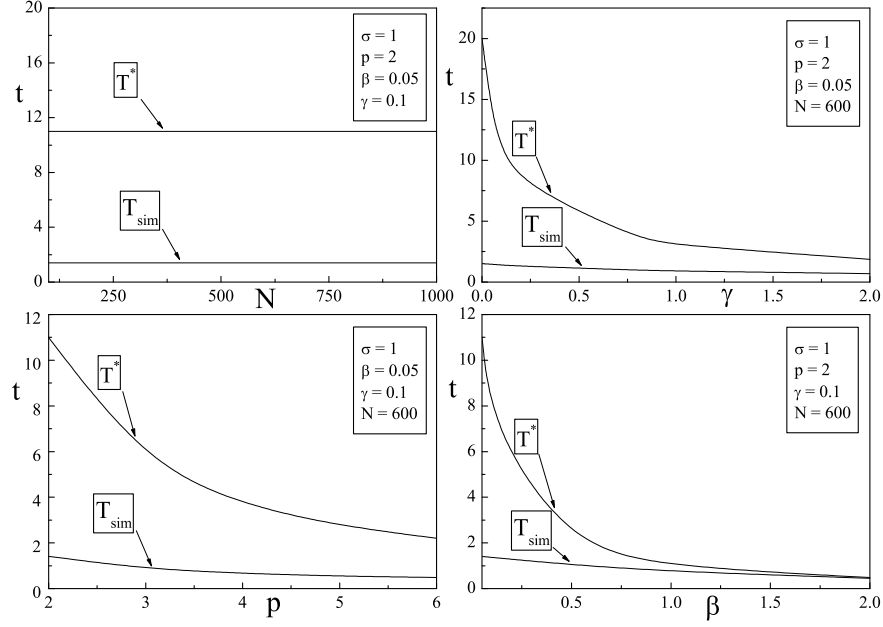 20
16
12
8
4
0
t
250
500
750
1000
N
T*
T_sim
σ = 1
p = 2
β = 0.05
γ = 0.1
20
15
10
5
0
t
0.0
0.5
1.0
1.5
2.0
γ
T*
T_sim
σ = 1
p = 2
β = 0.05
N = 600
12
10
8
6
4
2
0
t
2
3
4
5
6
p
T*
T_sim
σ = 1
β = 0.05
γ = 0.1
N = 600
12
10
8
6
4
2
0
t
0.5
1.0
1.5
2.0
β
T*
T_sim
σ = 1
p = 2
γ = 0.1
N = 600